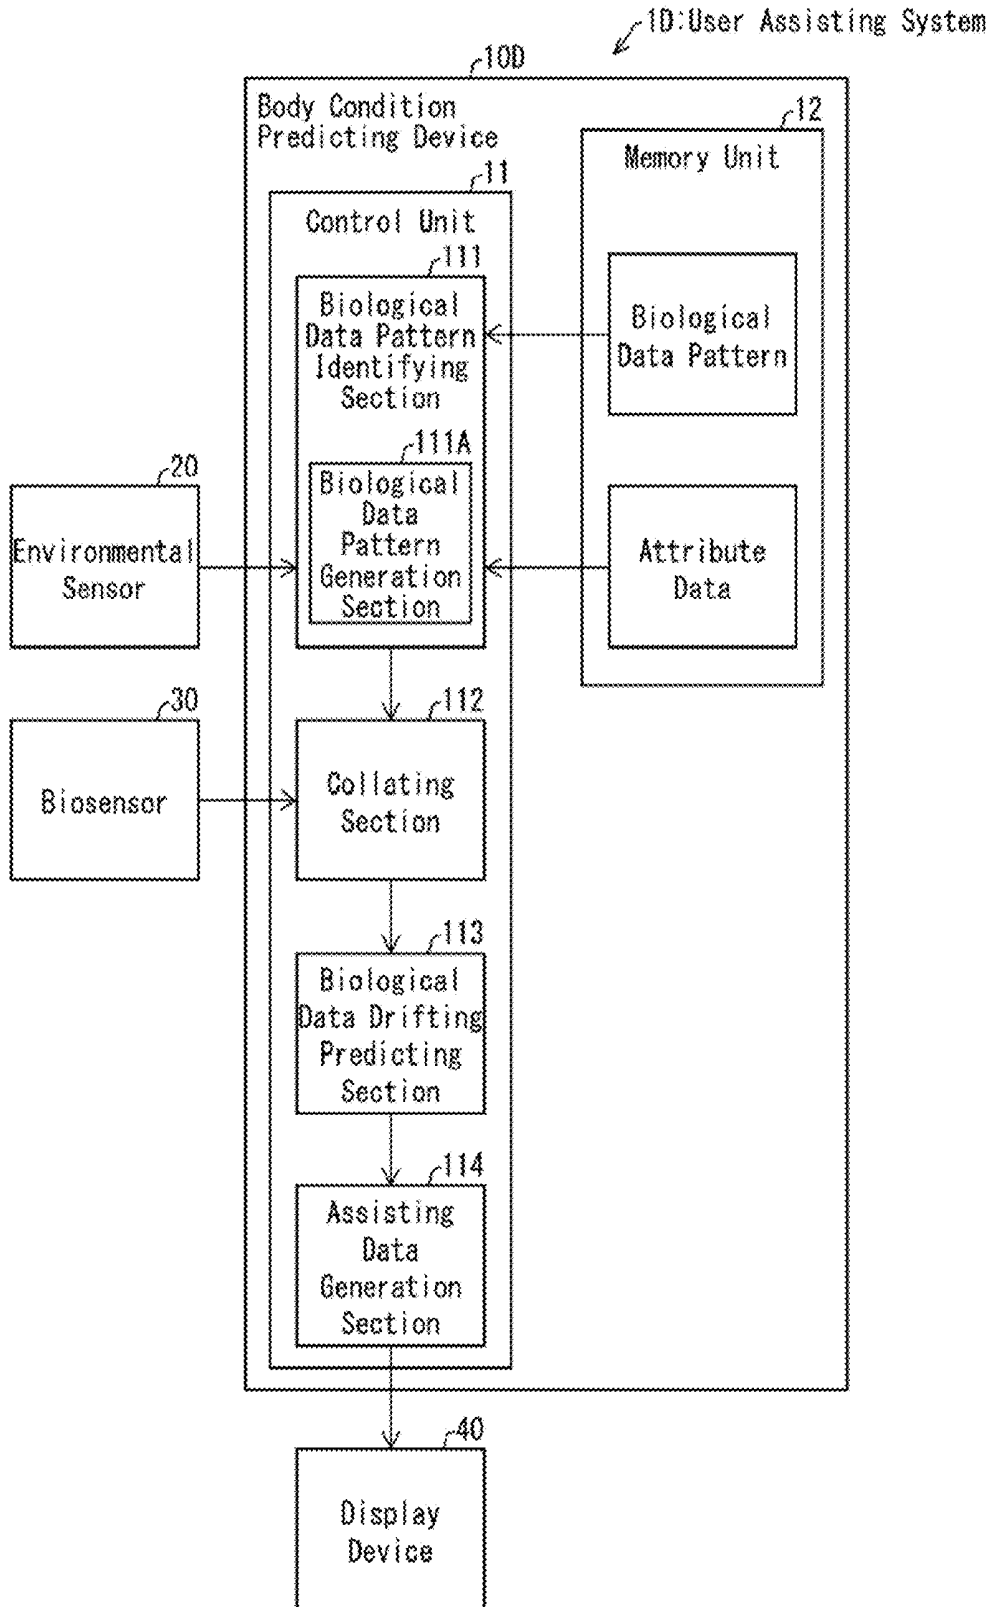 1D:User Assisting System
10D
Body Condition
Predicting Device
12
Memory Unit
11
Control Unit
111
Biological
Data Pattern
Identifying
Section
Biological
Data Pattern
111A
Biological
Data
Pattern
Generation
Section
20
Environmental
Sensor
Attribute
Data
30
Biosensor
112
Collating
Section
113
Biological
Data Drifting
Predicting
Section
114
Assisting
Data
Generation
Section
40
Display
Device